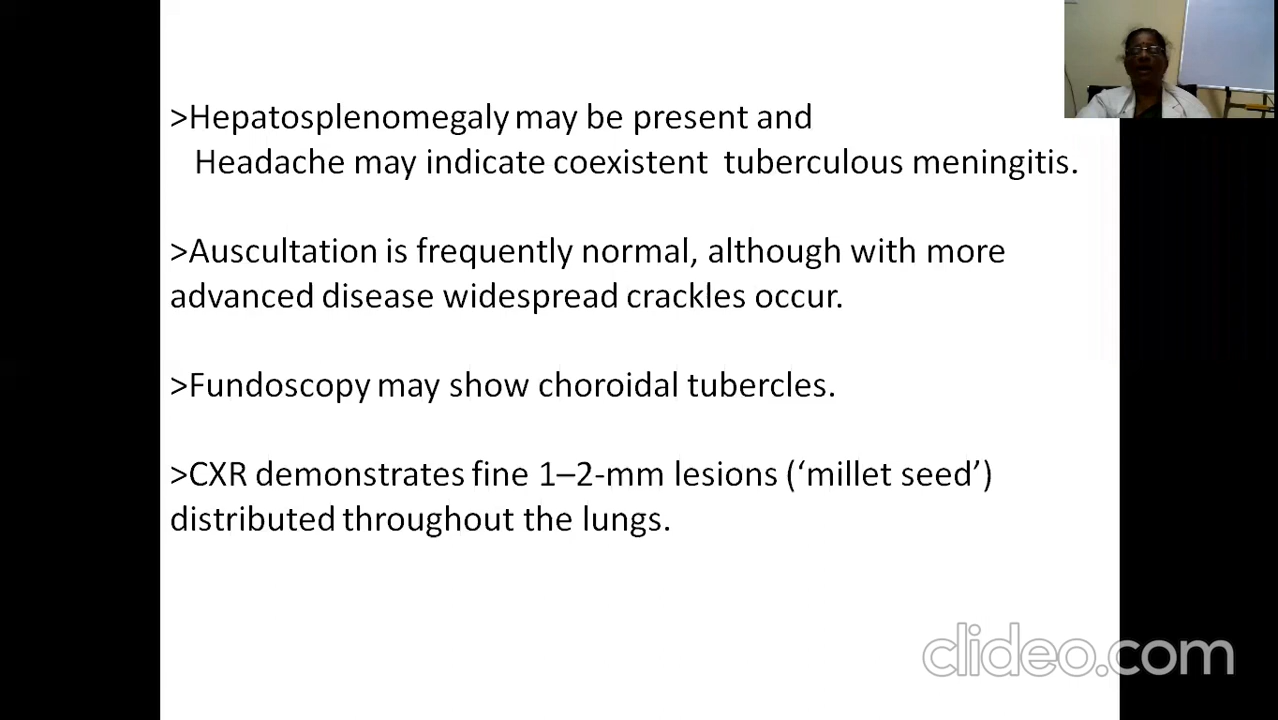 >Hepatosplenomegaly may be present and
Headache may indicate coexistent tuberculous meningitis.
>Auscultation is frequently normal, although with more
advanced disease widespread crackles occur.
>Fundoscopy may show choroidal tubercles.
>CXR demonstrates fine 1–2-mm lesions (‘millet seed’)
distributed throughout the lungs.
clideo.com